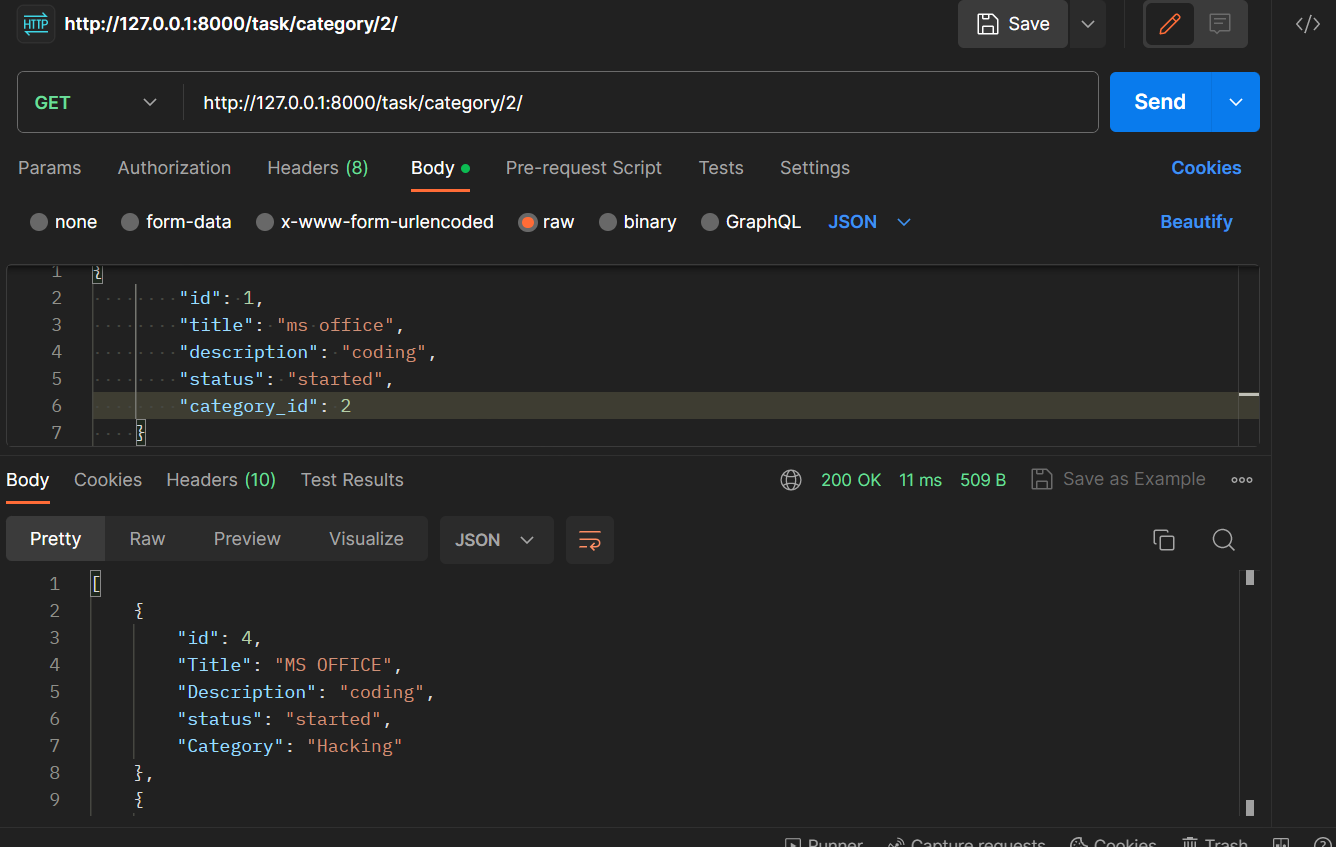 HTTP http://127.0.0.1:8000/task/category/2/ Save </>
GET http://127.0.0.1:8000/task/category/2/ Send
Params Authorization Headers (8) Body Pre-request Script Tests Settings Cookies
none form-data x-www-form-urlencoded raw binary GraphQL JSON Beautify
1 {
2 "id": 1,
3 "title": "ms office",
4 "description": "coding",
5 "status": "started",
6 "category_id": 2
7 }
Body Cookies Headers (10) Test Results 200 OK 11 ms 509 B Save as Example
Pretty Raw Preview Visualize JSON
1 [
2 {
3 "id": 4,
4 "Title": "MS OFFICE",
5 "Description": "coding",
6 "status": "started",
7 "Category": "Hacking"
8 },
9 {
Runner Capture requests Cookies Trash